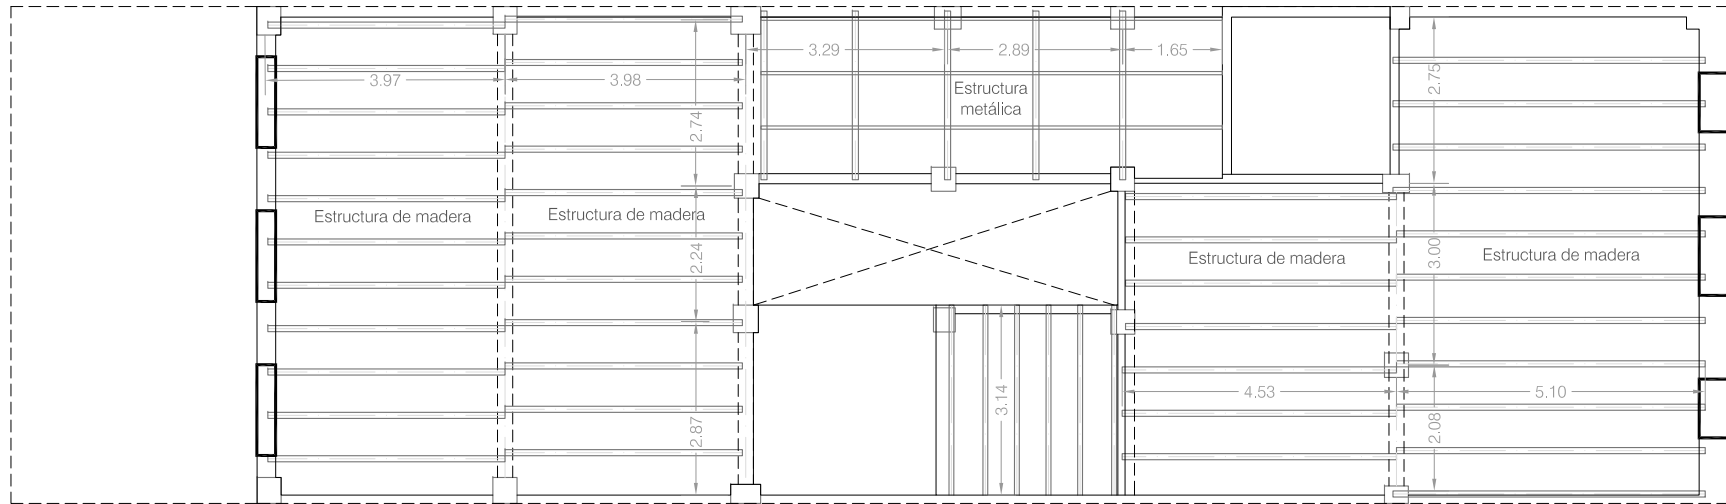 3.29
2.89
1.65
3.97
3.98
2.75
Estructura
metálica
2.74
Estructura de madera
Estructura de madera
2.24
3.00
Estructura de madera
Estructura de madera
4.53
5.10
3.14
2.87
2.08